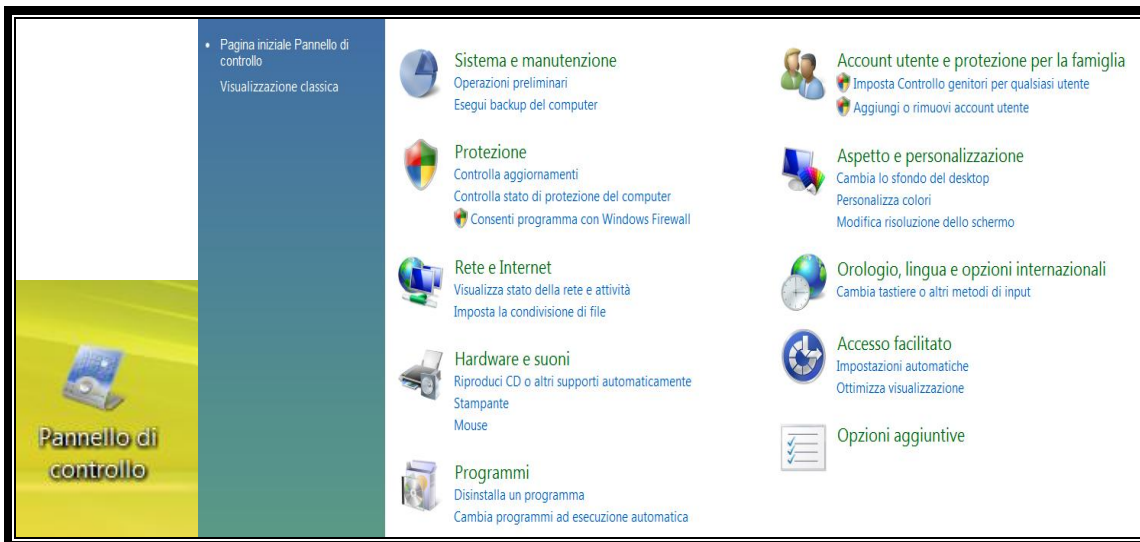 Pagina iniziale Pannello di
controllo
Visualizzazione classica
Pannello di
controllo
Sistema e manutenzione
Operazioni preliminari
Esegui backup del computer
Protezione
Controlla aggiornamenti
Controlla stato di protezione del computer
Consenti programma con Windows Firewall
Rete e Internet
Visualizza stato della rete e attività
Imposta la condivisione di file
Hardware e suoni
Riproduci CD o altri supporti automaticamente
Stampante
Mouse
Programmi
Disinstalla un programma
Cambia programmi ad esecuzione automatica
Account utente e protezione per la famiglia
Imposta Controllo genitori per qualsiasi utente
Aggiungi o rimuovi account utente
Aspetto e personalizzazione
Cambia lo sfondo del desktop
Personalizza colori
Modifica risoluzione dello schermo
Orologio, lingua e opzioni internazionali
Cambia tastiere o altri metodi di input
Accesso facilitato
Impostazioni automatiche
Ottimizza visualizzazione
Opzioni aggiuntive